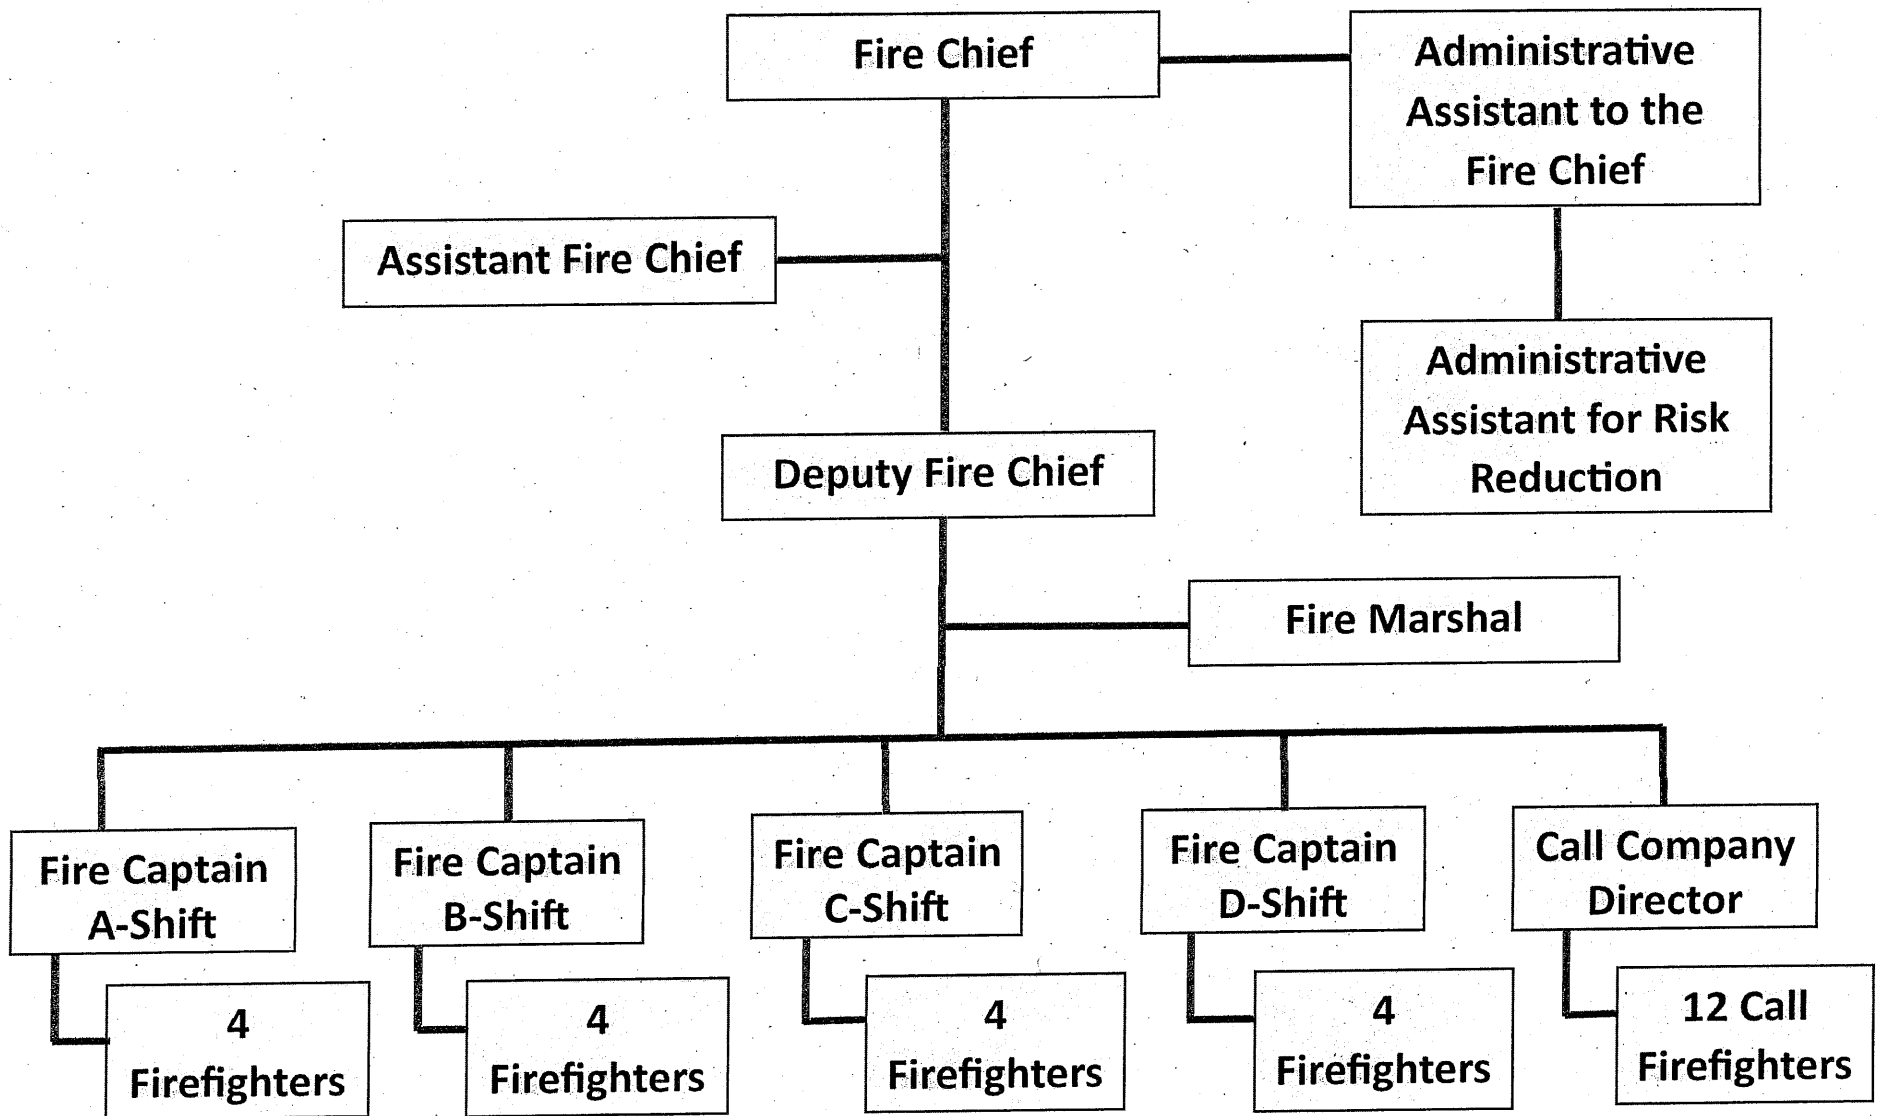 Fire Chief
Administrative
Assistant to the
Fire Chief
Assistant Fire Chief
Administrative
Assistant for Risk
Reduction
Deputy Fire Chief
Fire Marshal
Fire Captain
A-Shift
Fire Captain
B-Shift
Fire Captain
C-Shift
Fire Captain
D-Shift
Call Company
Director
4
Firefighters
4
Firefighters
4
Firefighters
4
Firefighters
12 Call
Firefighters